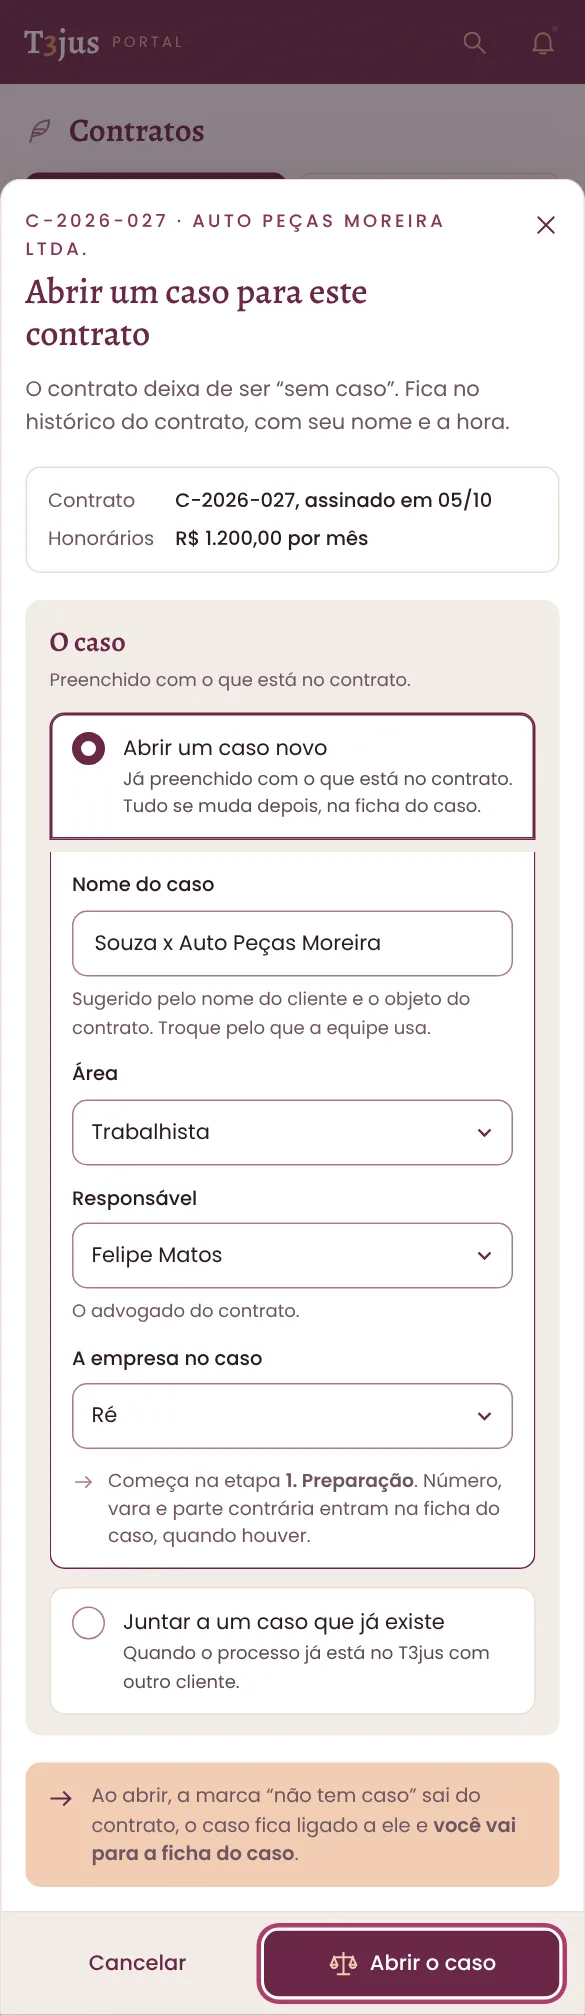 T3jus PORTAL
Contratos
C-2026-027 · AUTO PEÇAS MOREIRA
LTDA.
Abrir um caso para este
contrato
O contrato deixa de ser “sem caso”. Fica no
histórico do contrato, com seu nome e a hora.
Contrato C-2026-027, assinado em 05/10
Honorários R$ 1.200,00 por mês
O caso
Preenchido com o que está no contrato.
Abrir um caso novo
Já preenchido com o que está no contrato.
Tudo se muda depois, na ficha do caso.
Nome do caso
Souza x Auto Peças Moreira
Sugerido pelo nome do cliente e o objeto do
contrato. Troque pelo que a equipe usa.
Área
Trabalhista
Responsável
Felipe Matos
O advogado do contrato.
A empresa no caso
Ré
→ Começa na etapa 1. Preparação. Número,
vara e parte contrária entram na ficha do
caso, quando houver.
Juntar a um caso que já existe
Quando o processo já está no T3jus com
outro cliente.
→ Ao abrir, a marca “não tem caso” sai do
contrato, o caso fica ligado a ele e você vai
para a ficha do caso.
Cancelar
Abrir o caso